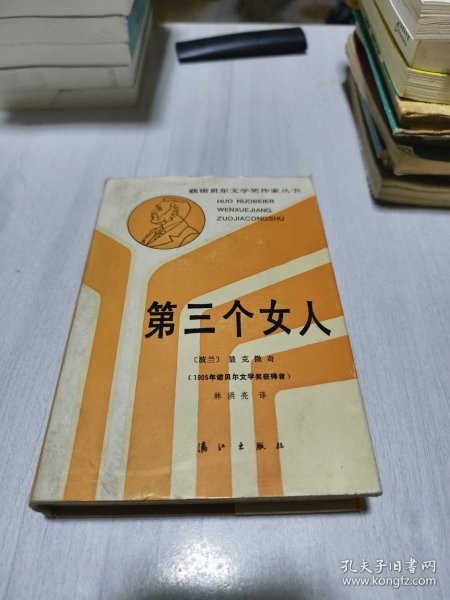 获诺贝尔文学奖作家丛书
HUO NUOBEIER
WENXUEJIANG
ZUOJIACONGSHU
第三个女人
〔波兰〕显克微奇
(1905年诺贝尔文学奖获得者)
林洪亮 译
漓江出版社
孔夫子旧书网
www.kongfz.com